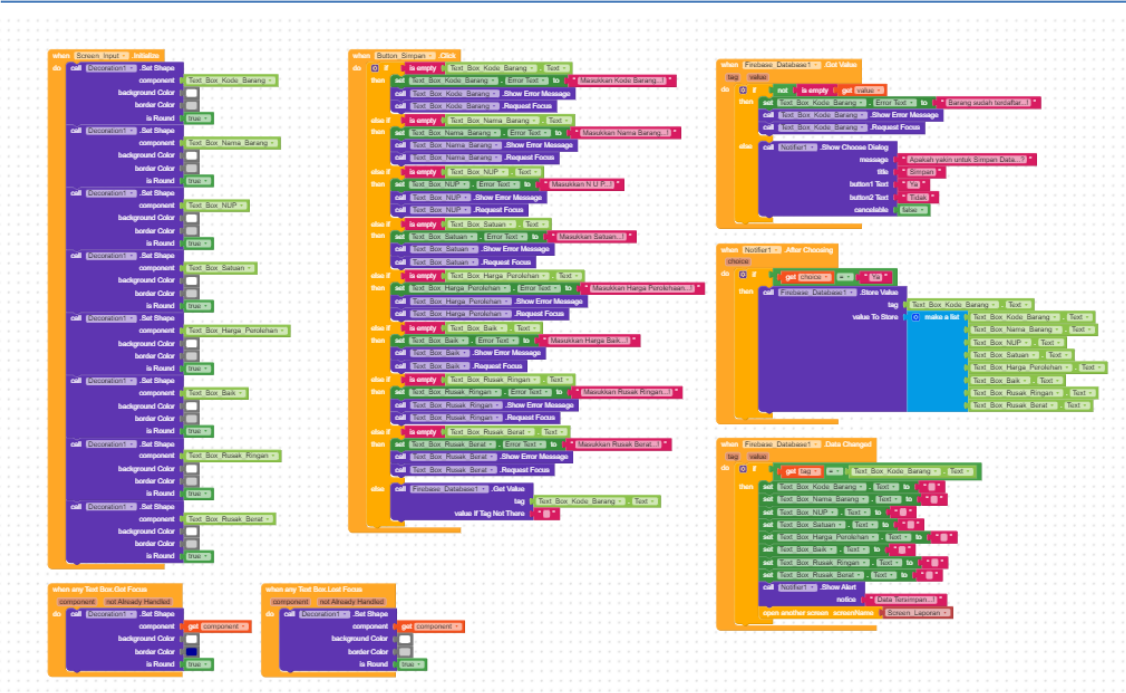 when Screen_Input .Initialize
do call Decoration1 .Set Shape
component Text_Box_Kode_Barang
background Color
border Color
is Round true
call Decoration1 .Set Shape
component Text_Box_Nama_Barang
background Color
border Color
is Round true
call Decoration1 .Set Shape
component Text_Box_NUP
background Color
border Color
is Round true
call Decoration1 .Set Shape
component Text_Box_Satuan
background Color
border Color
is Round true
call Decoration1 .Set Shape
component Text_Box_Harga_Perolehan
background Color
border Color
is Round true
call Decoration1 .Set Shape
component Text_Box_Baik
background Color
border Color
is Round true
call Decoration1 .Set Shape
component Text_Box_Rusak_Ringan
background Color
border Color
is Round true
call Decoration1 .Set Shape
component Text_Box_Rusak_Berat
background Color
border Color
is Round true
when any Text Box.Got Focus
component not Already Handled
do call Decoration1 .Set Shape
component get component
background Color
border Color
is Round true
when any Text Box.Lost Focus
component not Already Handled
do call Decoration1 .Set Shape
component get component
background Color
border Color
is Round true
when Button_Simpan .Click
do if is empty Text_Box_Kode_Barang . Text
then set Text_Box_Kode_Barang . Error Text to " Masukkan Kode Barang...! "
call Text_Box_Kode_Barang .Show Error Message
call Text_Box_Kode_Barang .Request Focus
else if is empty Text_Box_Nama_Barang . Text
then set Text_Box_Nama_Barang . Error Text to " Masukkan Nama Barang...! "
call Text_Box_Nama_Barang .Show Error Message
call Text_Box_Nama_Barang .Request Focus
else if is empty Text_Box_NUP . Text
then set Text_Box_NUP . Error Text to " Masukkan N U P...! "
call Text_Box_NUP .Show Error Message
call Text_Box_NUP .Request Focus
else if is empty Text_Box_Satuan . Text
then set Text_Box_Satuan . Error Text to " Masukkan Satuan...! "
call Text_Box_Satuan .Show Error Message
call Text_Box_Satuan .Request Focus
else if is empty Text_Box_Harga_Perolehan . Text
then set Text_Box_Harga_Perolehan . Error Text to " Masukkan Harga Perolehaan...! "
call Text_Box_Harga_Perolehan .Show Error Message
call Text_Box_Harga_Perolehan .Request Focus
else if is empty Text_Box_Baik . Text
then set Text_Box_Baik . Error Text to " Masukkan Harga Baik...! "
call Text_Box_Baik .Show Error Message
call Text_Box_Baik .Request Focus
else if is empty Text_Box_Rusak_Ringan . Text
then set Text_Box_Rusak_Ringan . Error Text to " Masukkan Rusak Ringan...! "
call Text_Box_Rusak_Ringan .Show Error Message
call Text_Box_Rusak_Ringan .Request Focus
else if is empty Text_Box_Rusak_Berat . Text
then set Text_Box_Rusak_Berat . Error Text to " Masukkan Rusak Berat...! "
call Text_Box_Rusak_Berat .Show Error Message
call Text_Box_Rusak_Berat .Request Focus
else call Firebase_Database1 .Get Value
tag Text_Box_Kode_Barang . Text
value If Tag Not There " "
when Firebase_Database1 .Got Value
tag value
do if not is empty get value
then set Text_Box_Kode_Barang . Error Text to " Barang sudah terdaftar...! "
call Text_Box_Kode_Barang .Show Error Message
call Text_Box_Kode_Barang .Request Focus
else call Notifier1 .Show Choose Dialog
message " Apakah yakin untuk Simpan Data...? "
title " Simpan "
button1 Text " Ya "
button2 Text " Tidak "
cancelable false
when Notifier1 .After Choosing
choice
do if get choice = " Ya "
then call Firebase_Database1 .Store Value
tag Text_Box_Kode_Barang . Text
value To Store make a list Text_Box_Kode_Barang . Text
Text_Box_Nama_Barang . Text
Text_Box_NUP . Text
Text_Box_Satuan . Text
Text_Box_Harga_Perolehan . Text
Text_Box_Baik . Text
Text_Box_Rusak_Ringan . Text
Text_Box_Rusak_Berat . Text
when Firebase_Database1 .Data Changed
tag value
do if get tag = Text_Box_Kode_Barang . Text
then set Text_Box_Kode_Barang . Text to " "
set Text_Box_Nama_Barang . Text to " "
set Text_Box_NUP . Text to " "
set Text_Box_Satuan . Text to " "
set Text_Box_Harga_Perolehan . Text to " "
set Text_Box_Baik . Text to " "
set Text_Box_Rusak_Ringan . Text to " "
set Text_Box_Rusak_Berat . Text to " "
call Notifier1 .Show Alert
notice " Data Tersimpan...! "
open another screen screenName Screen_Laporan